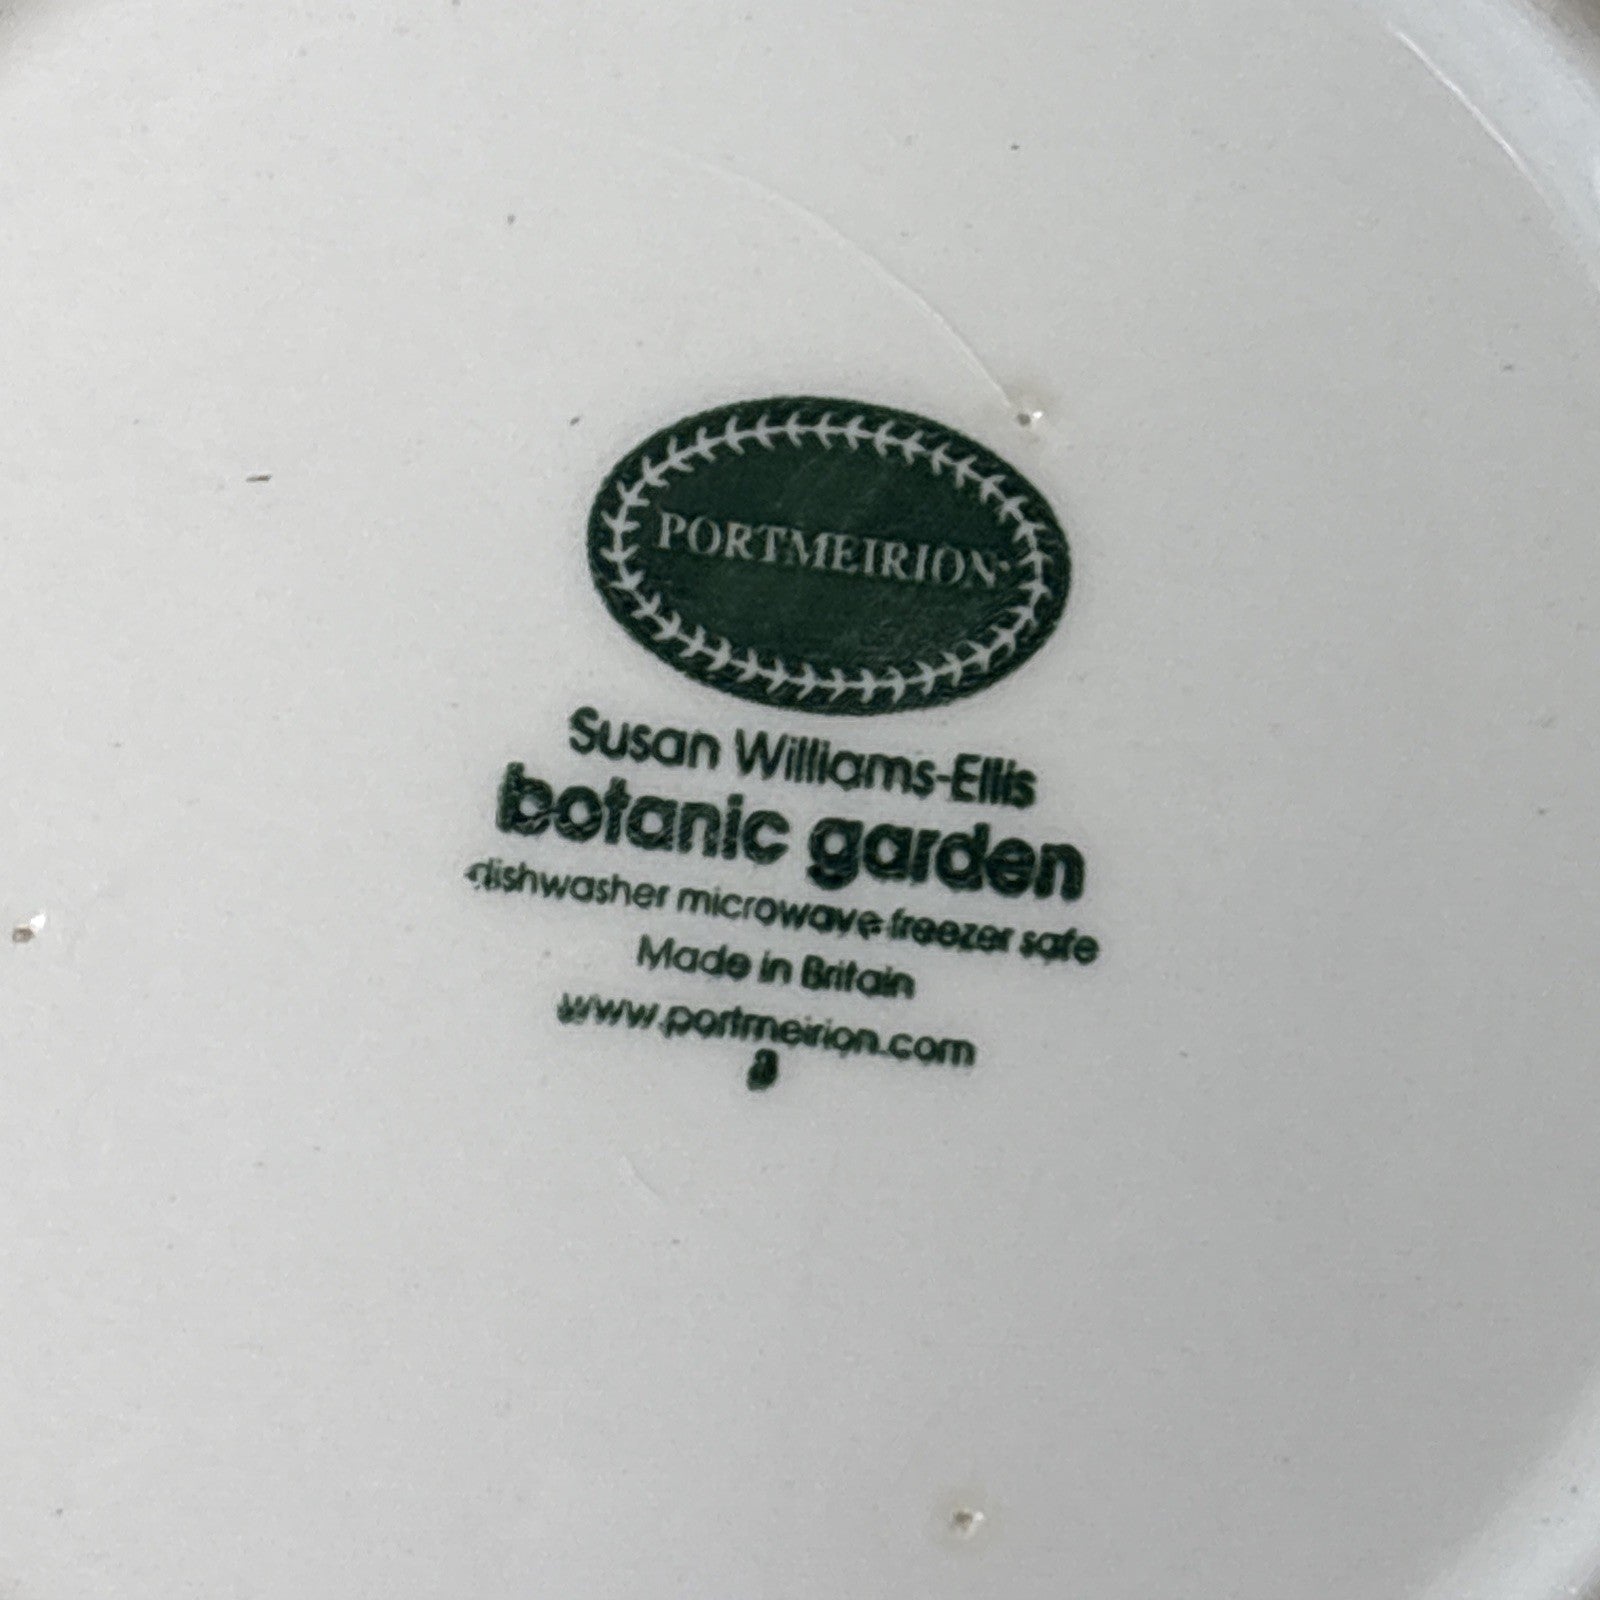 PORTMEIRION
Susan Williams-Ellis
botanic garden
dishwasher microwave freezer safe
Made in Britain
www.portmeirion.com
a